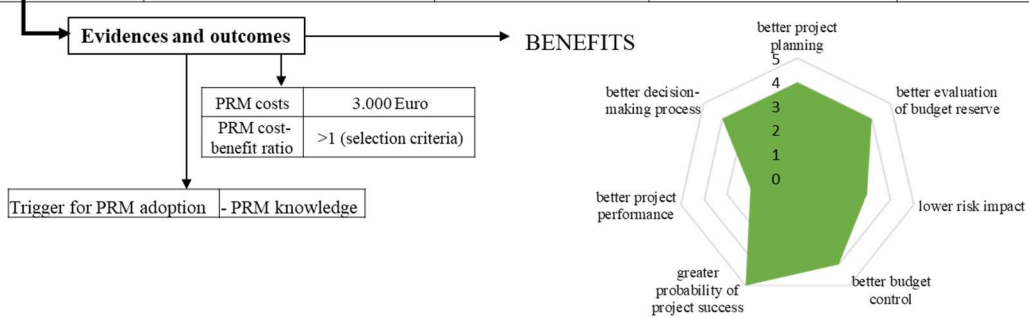 Evidences and outcomes
BENEFITS
PRM costs
3.000 Euro
PRM cost-
benefit ratio
>1 (selection criteria)
Trigger for PRM adoption
- PRM knowledge
better project
planning
5
4
3
2
1
0
better evaluation
of budget reserve
lower risk impact
better budget
control
greater
probability of
project success
better project
performance
better decision-
making process